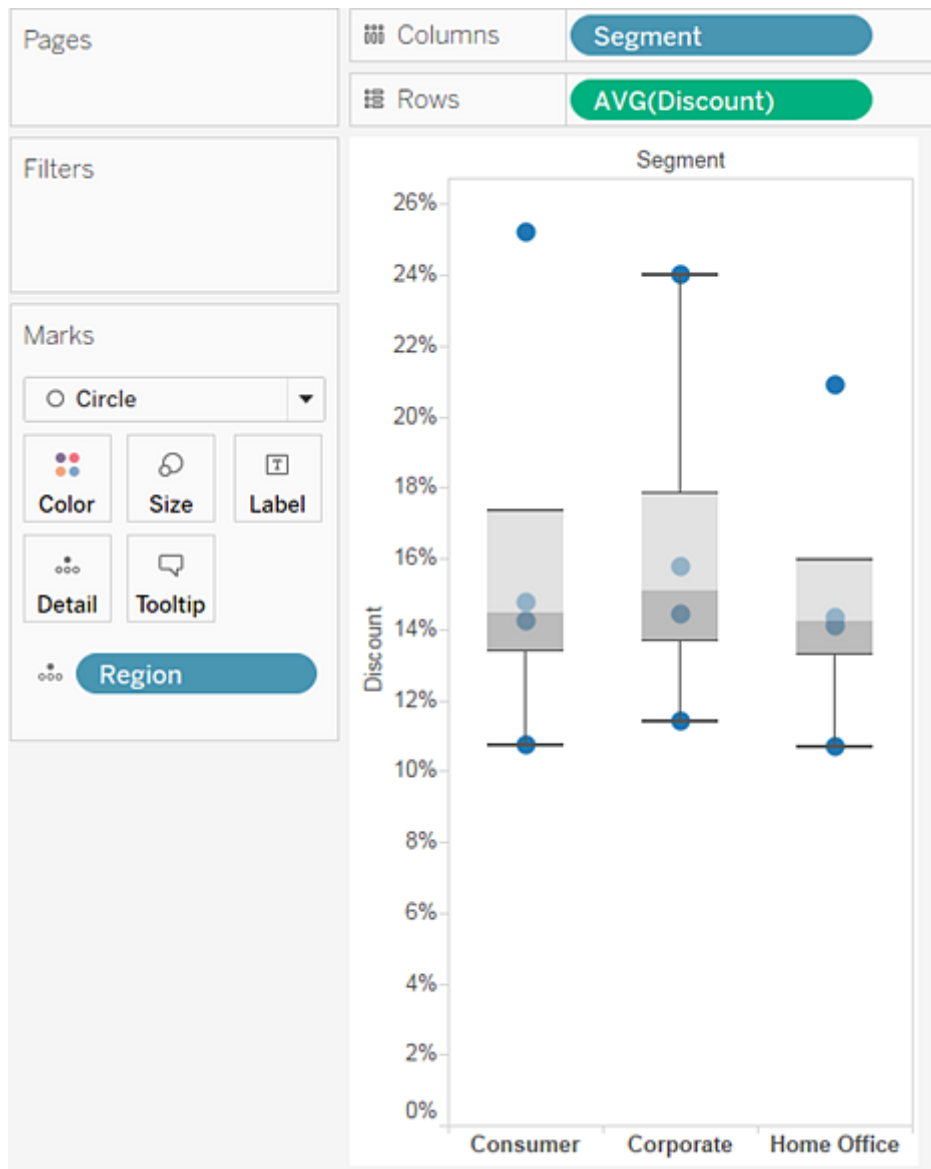 Pages
Columns
Segment
Rows
AVG(Discount)
Filters
Marks
Circle
Color
Size
T
Label
Detail
Tooltip
Region
Segment
26%
24%
22%
20%
18%
16%
14%
12%
10%
8%
6%
4%
2%
0%
Discount
Consumer
Corporate
Home Office